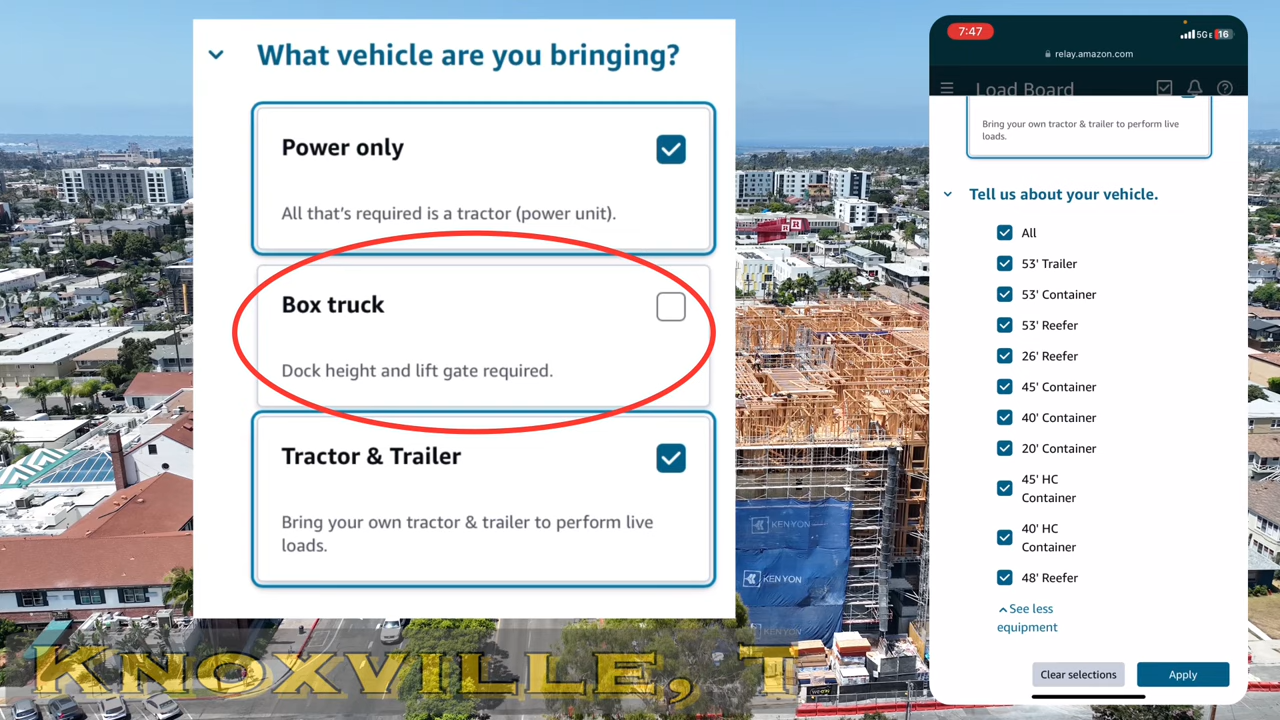 What vehicle are you bringing?
Power only
All that's required is a tractor (power unit).
Box truck
Dock height and lift gate required.
Tractor & Trailer
Bring your own tractor & trailer to perform live
loads.
7:47
5GE 16
relay.amazon.com
Load Board
Bring your own tractor & trailer to perform live
loads.
Tell us about your vehicle.
All
53' Trailer
53' Container
53' Reefer
26' Reefer
45' Container
40' Container
20' Container
45' HC
Container
40' HC
Container
48' Reefer
See less
equipment
Clear selections
Apply
KENYON
KENYON
KENYON
KNOXVILLE, T